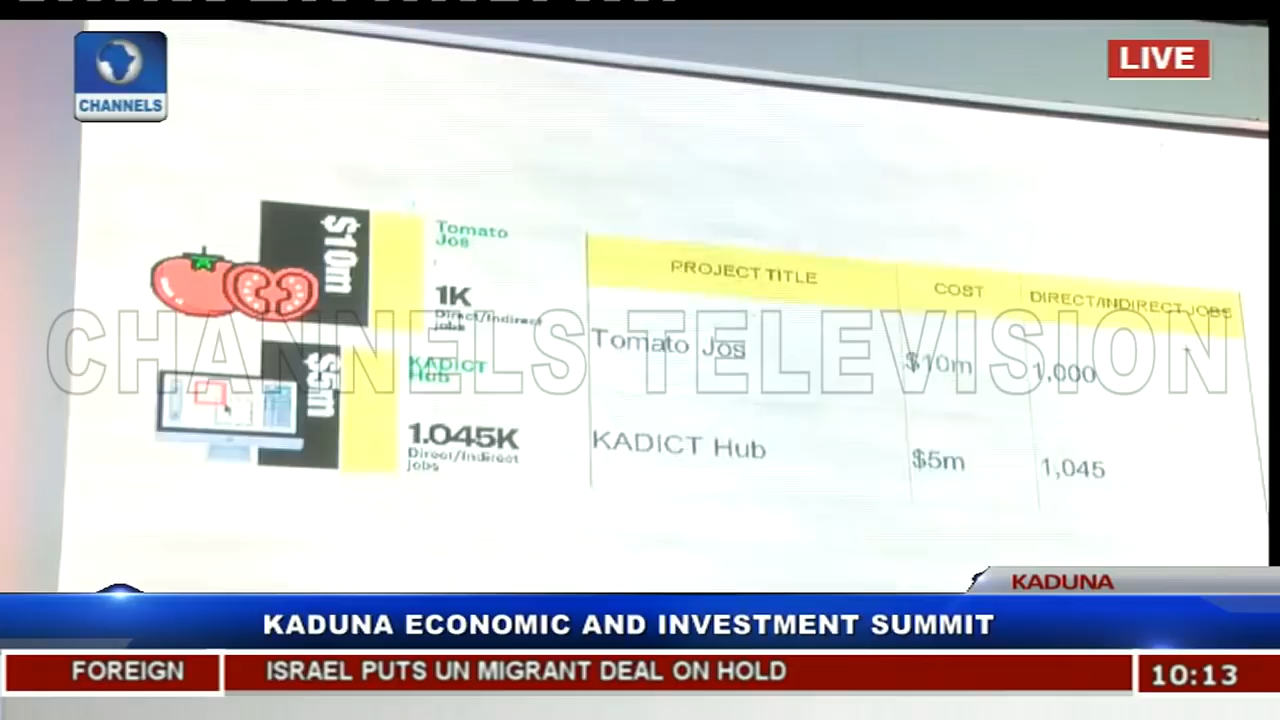 CHANNELS
LIVE
$10m
Tomato
Jos
1K
Direct/Indirect
jobs
$5m
KADICT
Hub
1.045K
Direct/Indirect
jobs
PROJECT TITLE COST DIRECT/INDIRECT JOBS
Tomato Jos $10m 1,000
KADICT Hub $5m 1,045
CHANNELS TELEVISION
KADUNA
KADUNA ECONOMIC AND INVESTMENT SUMMIT
FOREIGN ISRAEL PUTS UN MIGRANT DEAL ON HOLD 10:13